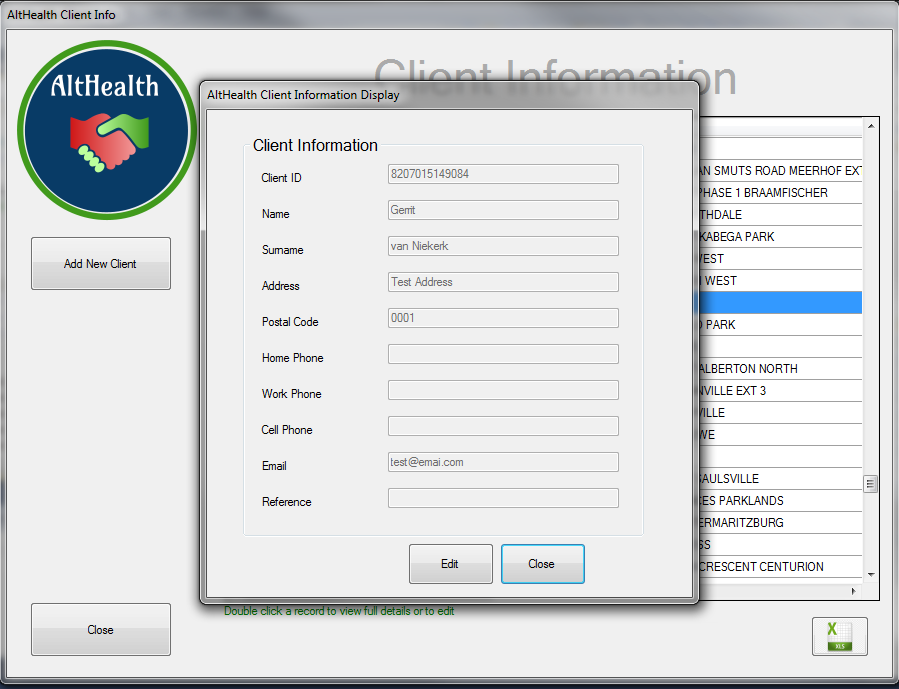 AltHealth Client Info
AltHealth
Client Information
AltHealth Client Information Display
Client Information
Client ID 8207015149084
Name Gerrit
Surname van Niekerk
Address Test Address
Postal Code 0001
Home Phone
Work Phone
Cell Phone
Email test@emai.com
Reference
Edit Close
Add New Client
AN SMUTS ROAD MEERHOF EXT
PHASE 1 BRAAMFISCHER
THDALE
KABEGA PARK
WEST
WEST
PARK
ALBERTON NORTH
NVILLE EXT 3
VILLE
WE
SAULSVILLE
CES PARKLANDS
ERMARITZBURG
SS
CRESCENT CENTURION
Double click a record to view full details or to edit
Close
X
XLS